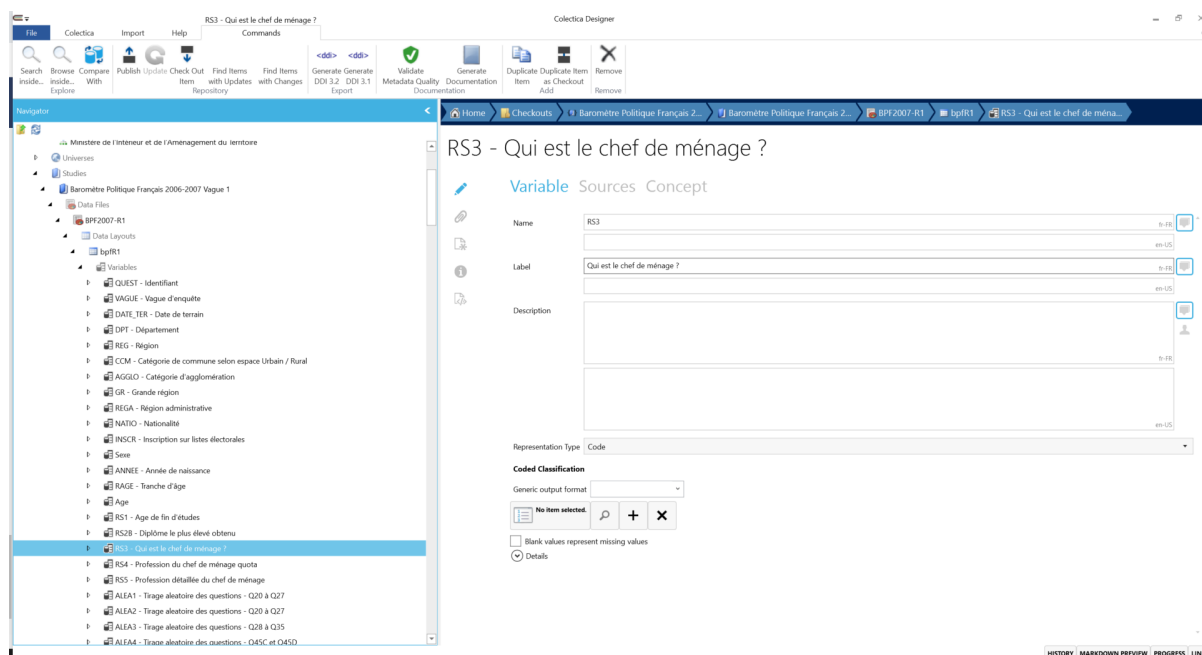 RS3 - Qui est le chef de ménage ?
Colectica Designer
File
Colectica
Import
Help
Commands
Search inside...
Browse inside...
Compare With
Explore
Publish
Update
Check Out Item
Find Items with Updates
Find Items with Changes
Repository
<ddi>
<ddi>
Generate DDI 3.2
Generate DDI 3.1
Export
Validate Metadata Quality
Generate Documentation
Documentation
Duplicate Item
Duplicate Item as Checkout
Add
Remove
Remove
Navigator
Home
Checkouts
Baromètre Politique Français 2...
Baromètre Politique Français 2...
BPF2007-R1
bpfR1
RS3 - Qui est le chef de ména...
Ministère de l'Intérieur et de l'Aménagement du Territoire
Universes
Studies
Baromètre Politique Français 2006-2007 Vague 1
Data Files
BPF2007-R1
Data Layouts
bpfR1
Variables
QUEST - Identifiant
VAGUE - Vague d'enquête
DATE_TER - Date de terrain
DPT - Département
REG - Région
CCM - Catégorie de commune selon espace Urbain / Rural
AGGLO - Catégorie d'agglomération
GR - Grande région
REGA - Région administrative
NATIO - Nationalité
INSCR - Inscription sur listes électorales
Sexe
ANNEE - Année de naissance
RAGE - Tranche d'âge
Age
RS1 - Age de fin d'études
RS2B - Diplôme le plus élevé obtenu
RS3 - Qui est le chef de ménage ?
RS4 - Profession du chef de ménage quota
RS5 - Profession détaillée du chef de ménage
ALEA1 - Tirage aleatoire des questions - Q20 à Q27
ALEA2 - Tirage aleatoire des questions - Q20 à Q27
ALEA3 - Tirage aleatoire des questions - Q28 à Q35
ALEA4 - Tirage aleatoire des questions - Q45C et Q45D
RS3 - Qui est le chef de ménage ?
Variable Sources Concept
Name
RS3
fr-FR
en-US
Label
Qui est le chef de ménage ?
fr-FR
en-US
Description
fr-FR
en-US
Representation Type
Code
Coded Classification
Generic output format
No item selected.
Blank values represent missing values
Details
HISTORY
MARKDOWN PREVIEW
PROGRESS
LIN